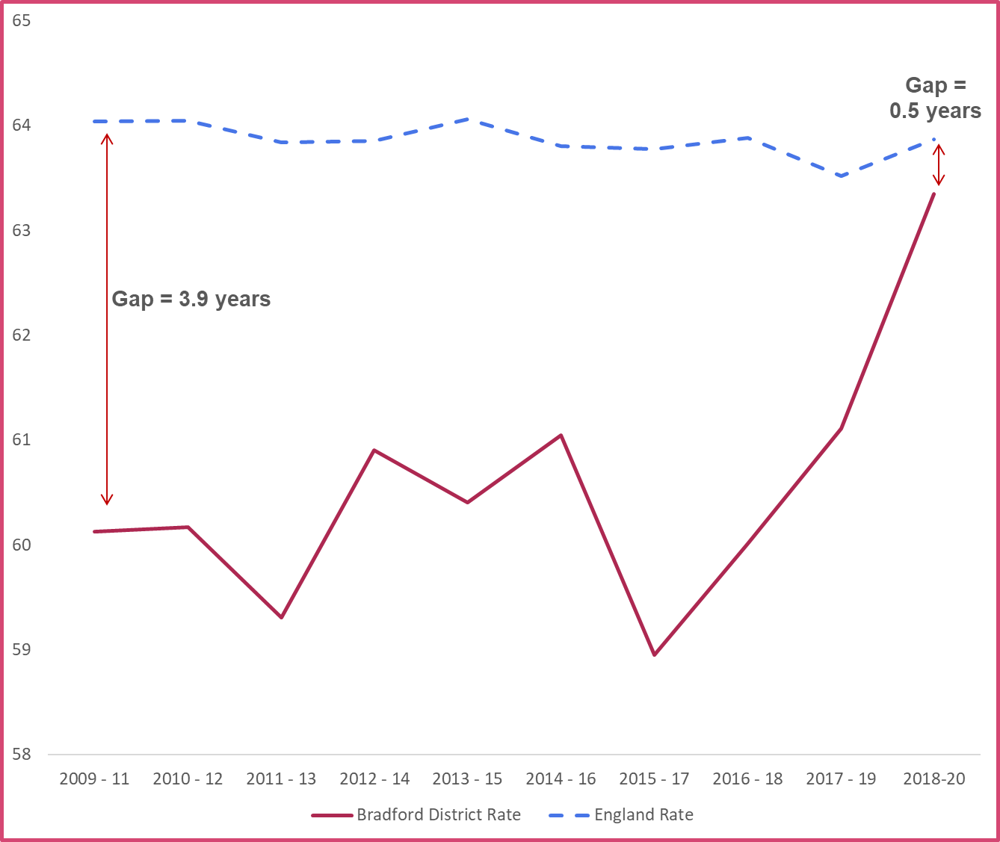 65
64
63
62
61
60
59
58
Gap =
0.5 years
Gap = 3.9 years
2009 - 11 2010 - 12 2011 - 13 2012 - 14 2013 - 15 2014 - 16 2015 - 17 2016 - 18 2017 - 19 2018-20
Bradford District Rate England Rate